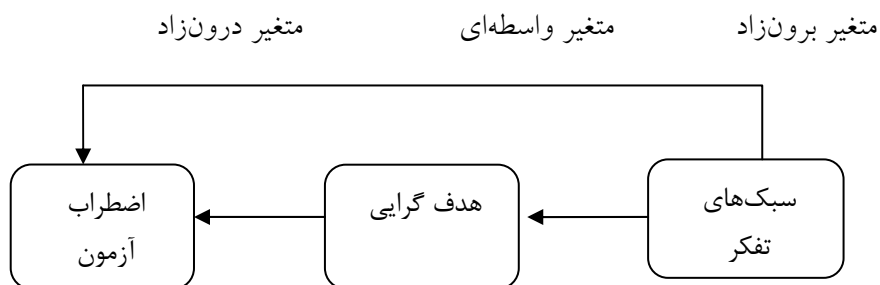 متغیر برون‌زاد
متغیر واسطه‌ای
متغیر درون‌زاد
سبک‌های
تفکر
هدف گرایی
اضطراب
آزمون